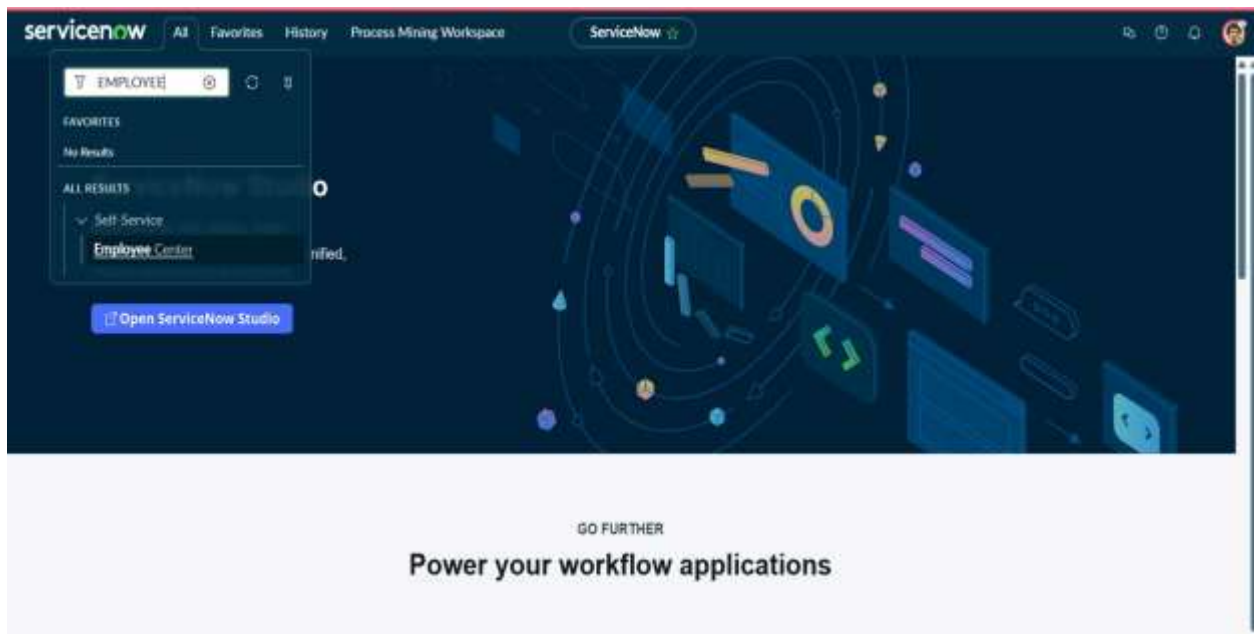 servicenow All Favorites History Process Mining Workspace ServiceNow
EMPLOYEE
FAVORITES
No Results
ALL RESULTS
Self-Service
Employee Center
nified,
Open ServiceNow Studio
GO FURTHER
Power your workflow applications